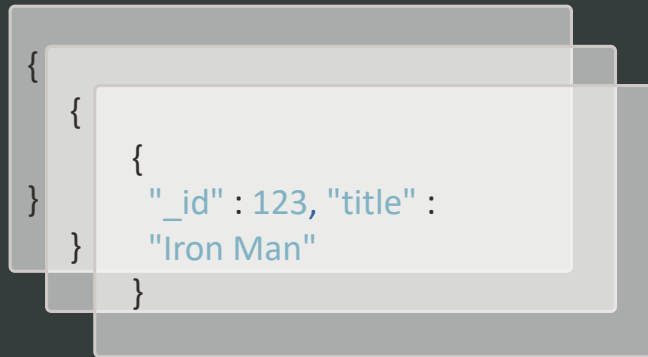 {
{
{
} "_id" : 123, "title" :
} "Iron Man"
}